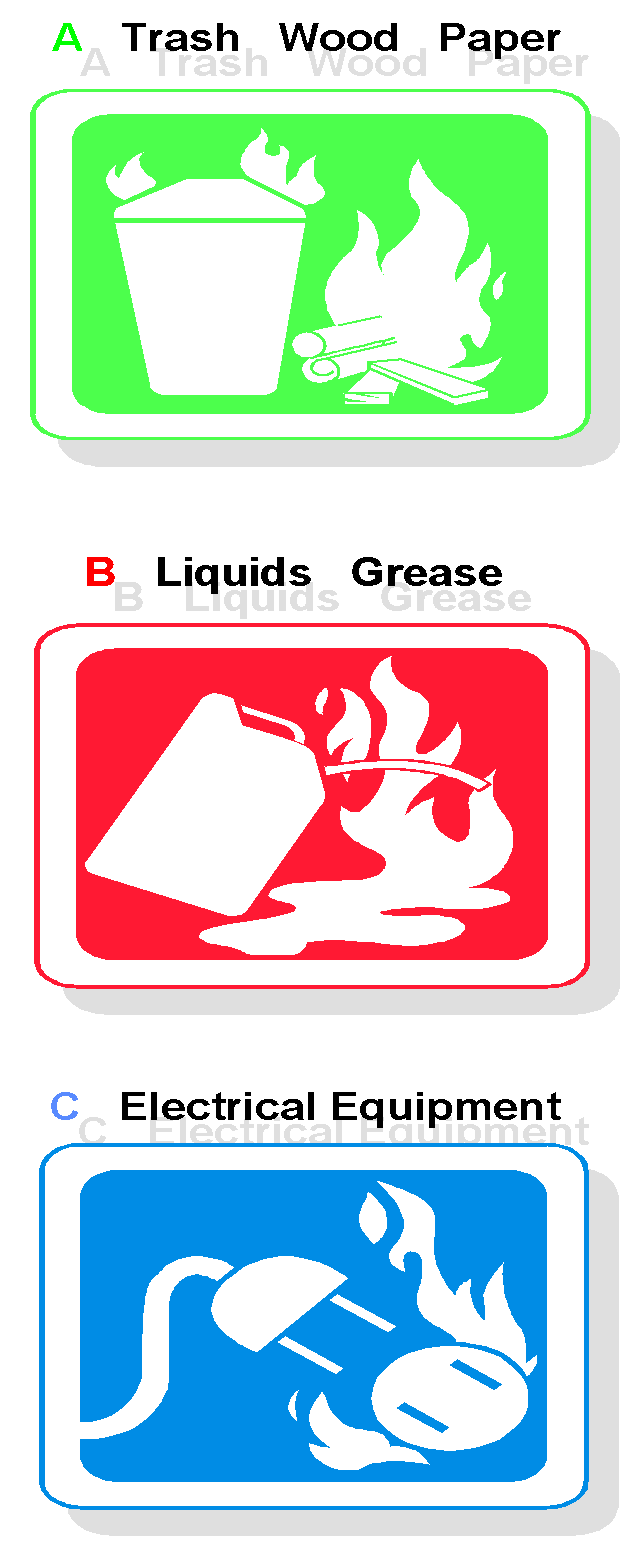 A Trash Wood Paper
B Liquids Grease
C Electrical Equipment